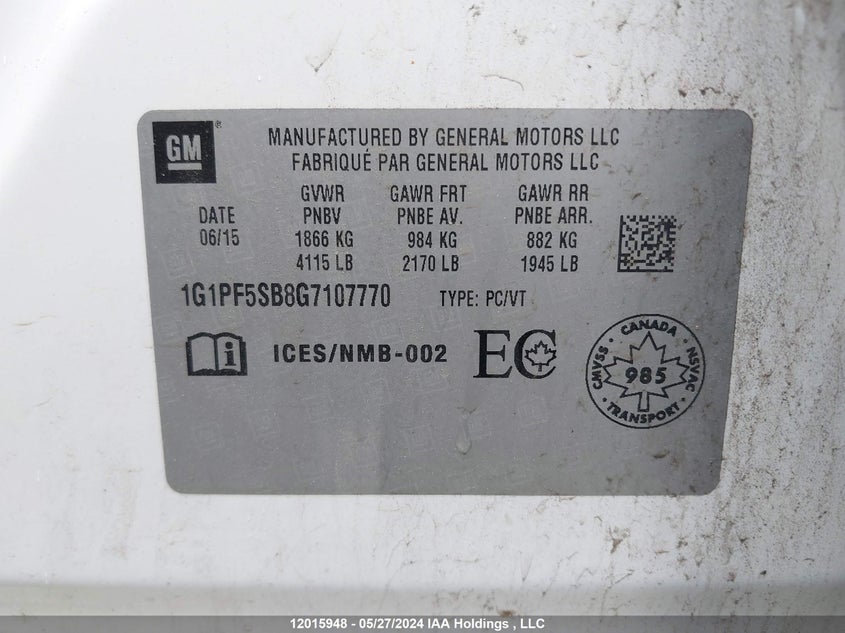 GM
MANUFACTURED BY GENERAL MOTORS LLC
FABRIQUÉ PAR GENERAL MOTORS LLC
DATE
06/15
GVWR
PNBV
1866 KG
4115 LB
GAWR FRT
PNBE AV.
984 KG
2170 LB
GAWR RR
PNBE ARR.
882 KG
1945 LB
1G1PF5SB8G7107770 TYPE: PC/VT
i ICES/NMB-002 EC
CANADA
CMVSS 985 NSVAC
TRANSPORT
12015948 - 05/27/2024 IAA Holdings , LLC